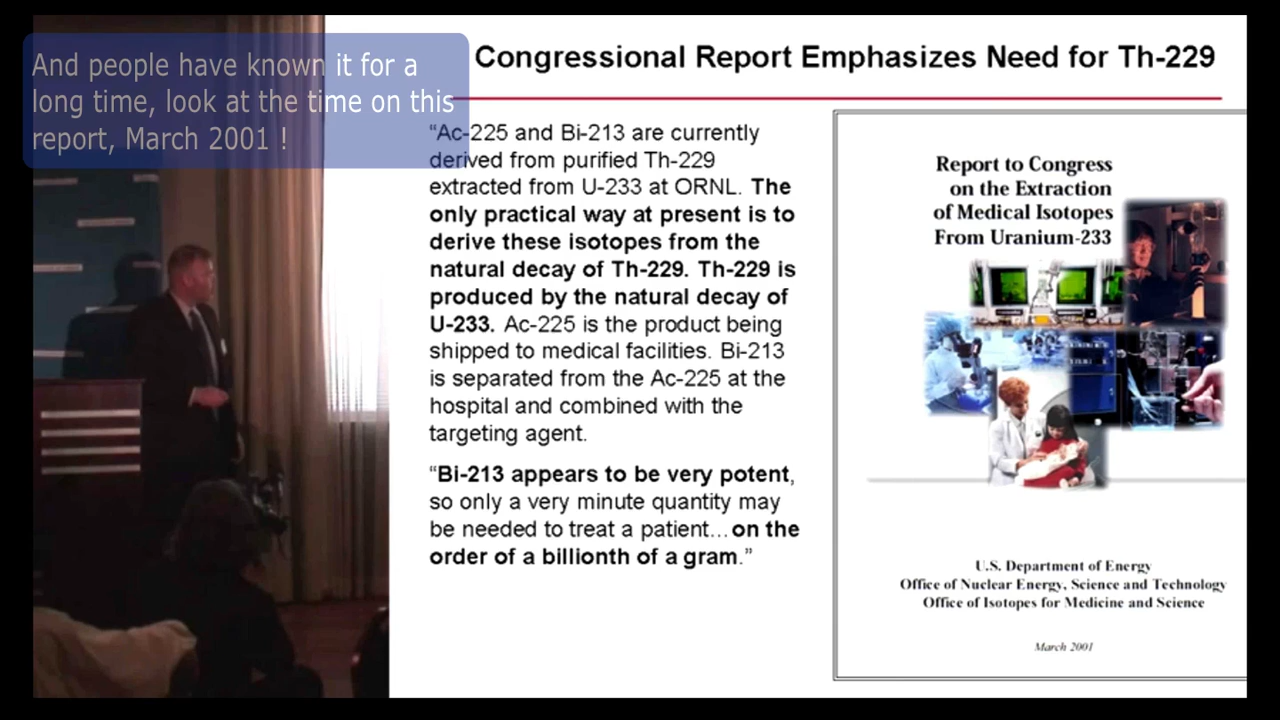 And people have known it for a
long time, look at the time on this
report, March 2001 !
Congressional Report Emphasizes Need for Th-229
“Ac-225 and Bi-213 are currently
derived from purified Th-229
extracted from U-233 at ORNL. The
only practical way at present is to
derive these isotopes from the
natural decay of Th-229. Th-229 is
produced by the natural decay of
U-233. Ac-225 is the product being
shipped to medical facilities. Bi-213
is separated from the Ac-225 at the
hospital and combined with the
targeting agent.
“Bi-213 appears to be very potent,
so only a very minute quantity may
be needed to treat a patient…on the
order of a billionth of a gram.”
Report to Congress
on the Extraction
of Medical Isotopes
From Uranium-233
U.S. Department of Energy
Office of Nuclear Energy, Science and Technology
Office of Isotopes for Medicine and Science
March 2001